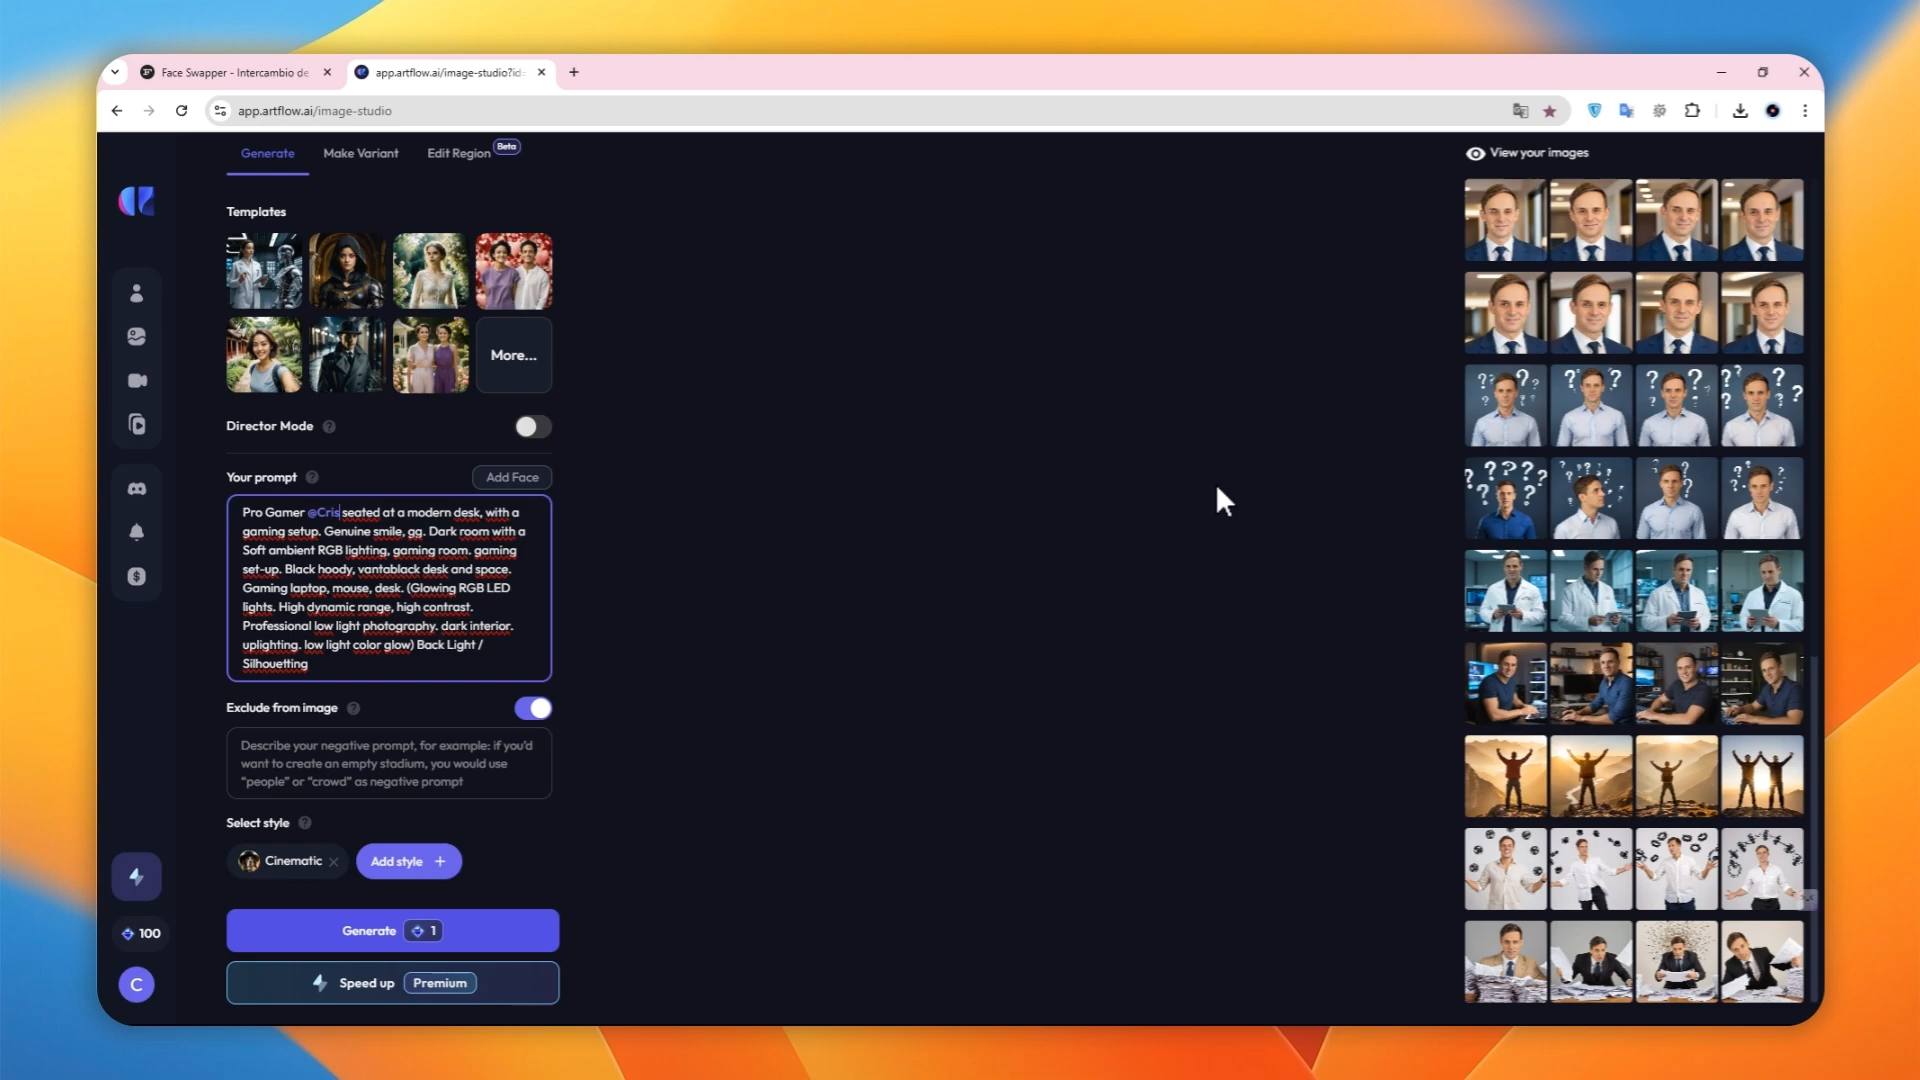 Face Swapper - Intercambio de
app.artflow.ai/image-studio?id=
app.artflow.ai/image-studio
Generate
Make Variant
Edit Region
Beta
View your images
Templates
More...
Director Mode
Your prompt
Add Face
Pro Gamer @Cris seated at a modern desk, with a
gaming setup. Genuine smile, gg. Dark room with a
Soft ambient RGB lighting, gaming room. gaming
set-up. Black hoody, vantablack desk and space.
Gaming laptop, mouse, desk. (Glowing RGB LED
lights. High dynamic range, high contrast.
Professional low light photography. dark interior.
uplighting. low light color glow) Back Light /
Silhouetting
Exclude from image
Describe your negative prompt, for example: if you'd
want to create an empty stadium, you would use
“people” or “crowd” as negative prompt
Select style
Cinematic
Add style +
Generate 1
Speed up Premium
100
C